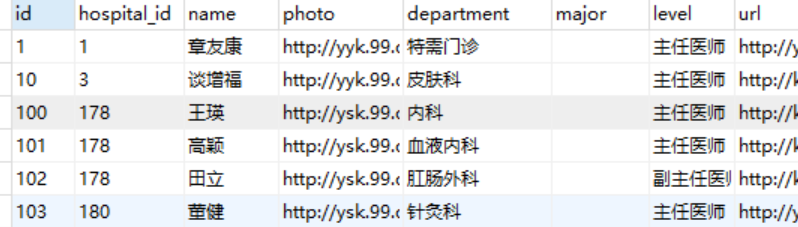 id hospital_id name photo department major level url
1 1 章友康 http://yyk.99.c 特需门诊 主任医师 http://y
10 3 谈增福 http://yyk.99.c 皮肤科 主任医师 http://k
100 178 王瑛 http://ysk.99.c 内科 主任医师 http://k
101 178 高颖 http://ysk.99.c 血液内科 主任医师 http://k
102 178 田立 http://ysk.99.c 肛肠外科 副主任医师 http://k
103 180 董健 http://ysk.99.c 针灸科 主任医师 http://y